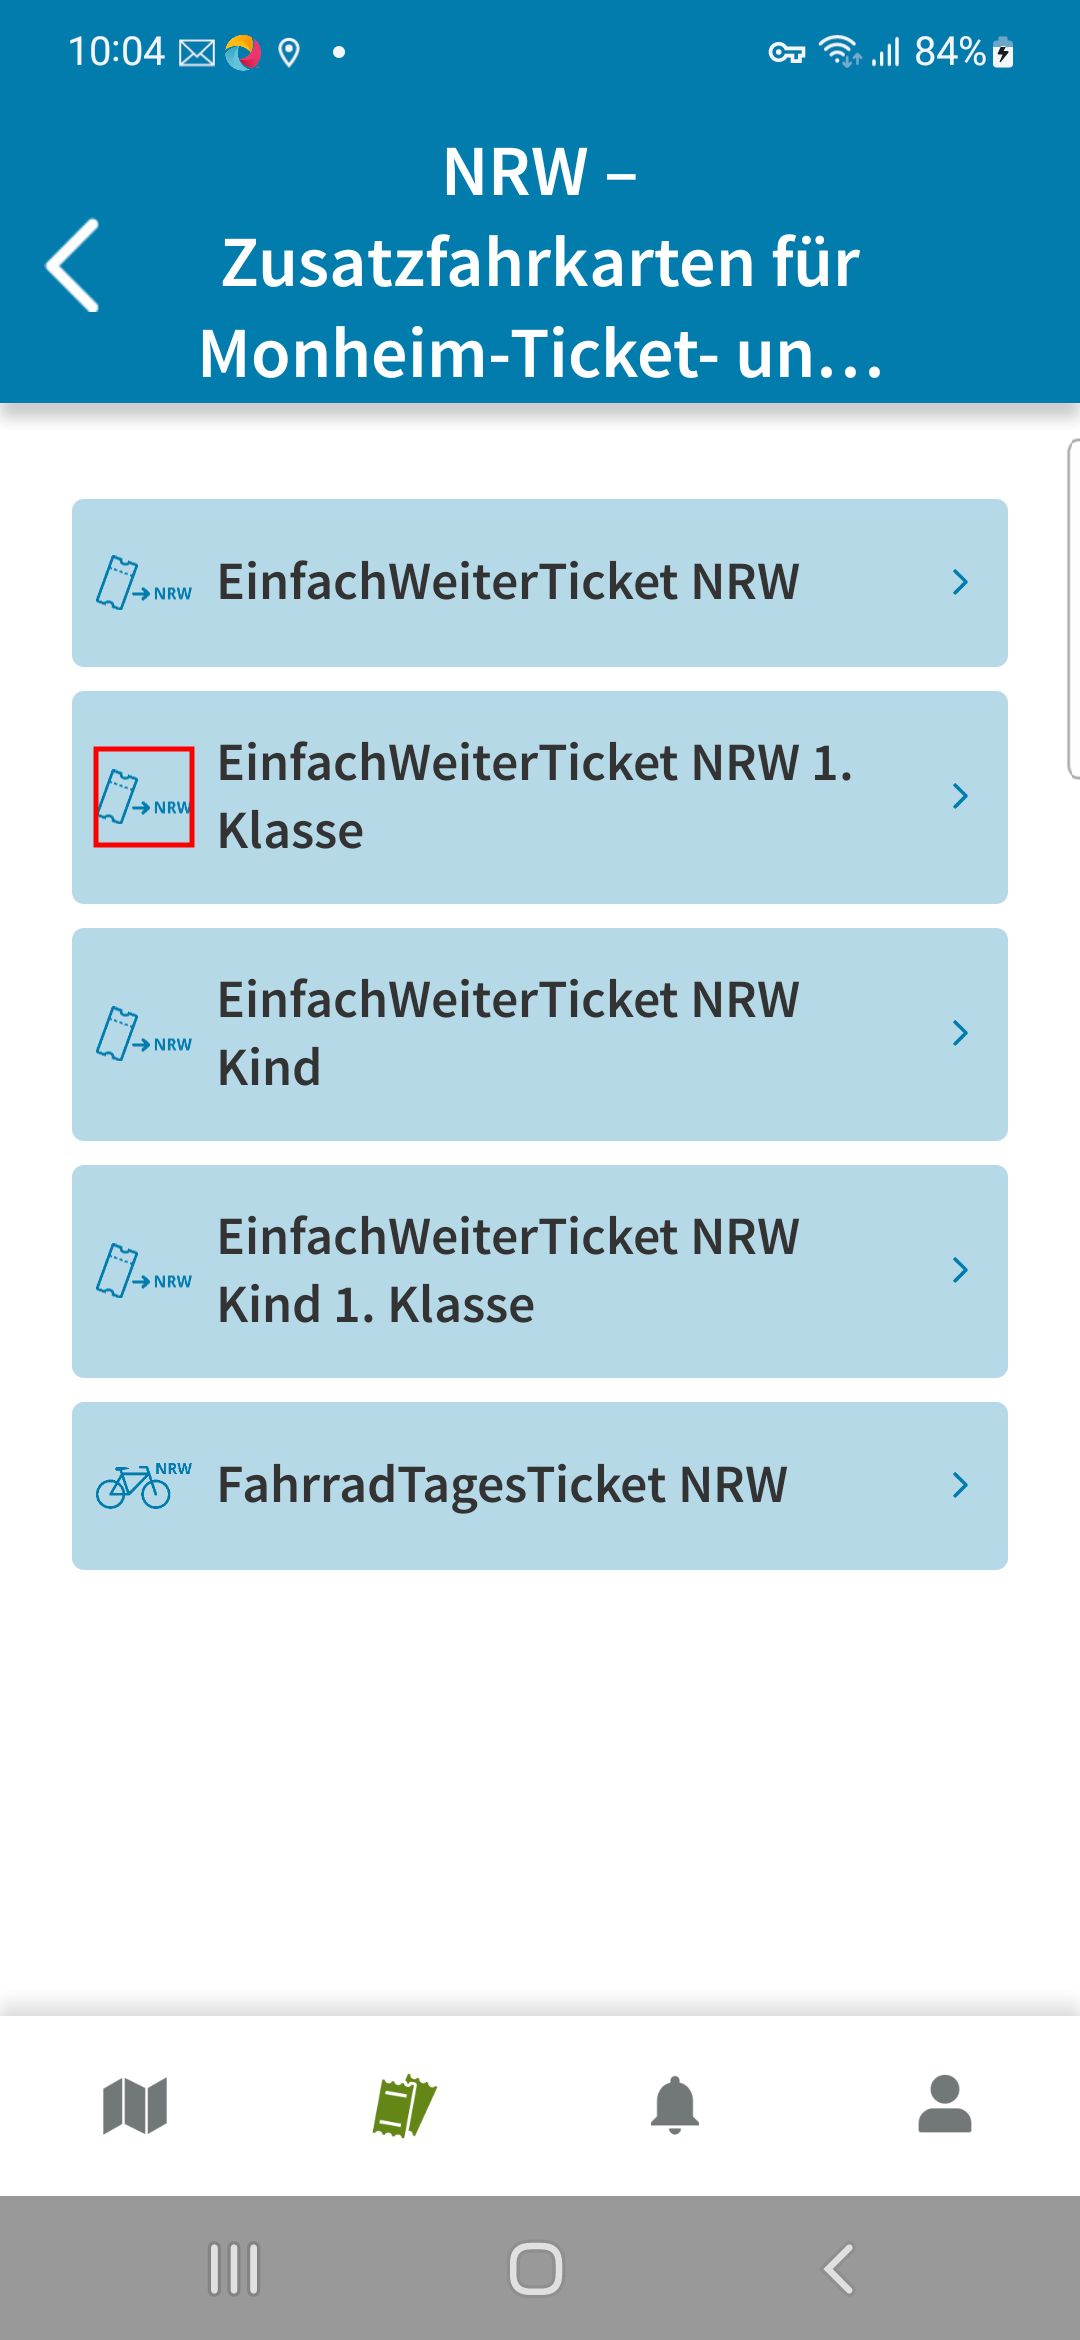 10:04
84%
NRW –
Zusatzfahrkarten für
Monheim-Ticket- un...
NRW
EinfachWeiterTicket NRW
NRW
EinfachWeiterTicket NRW 1.
Klasse
NRW
EinfachWeiterTicket NRW
Kind
NRW
EinfachWeiterTicket NRW
Kind 1. Klasse
NRW
FahrradTagesTicket NRW